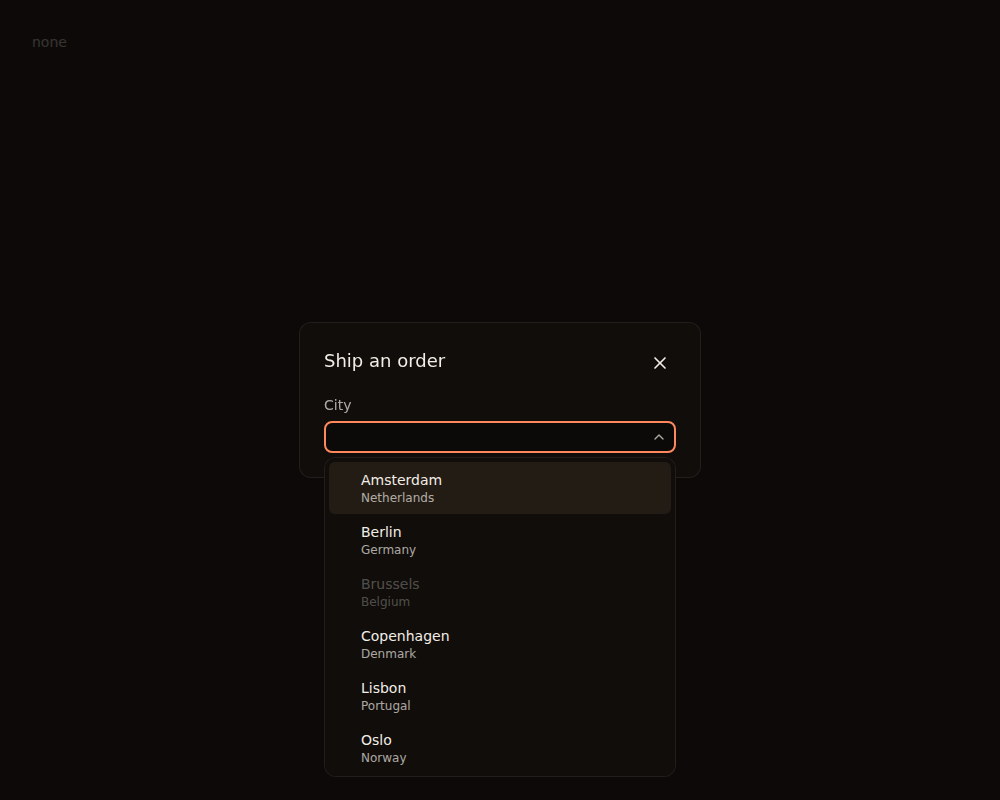 none
Ship an order
City
Amsterdam
Netherlands
Berlin
Germany
Brussels
Belgium
Copenhagen
Denmark
Lisbon
Portugal
Oslo
Norway